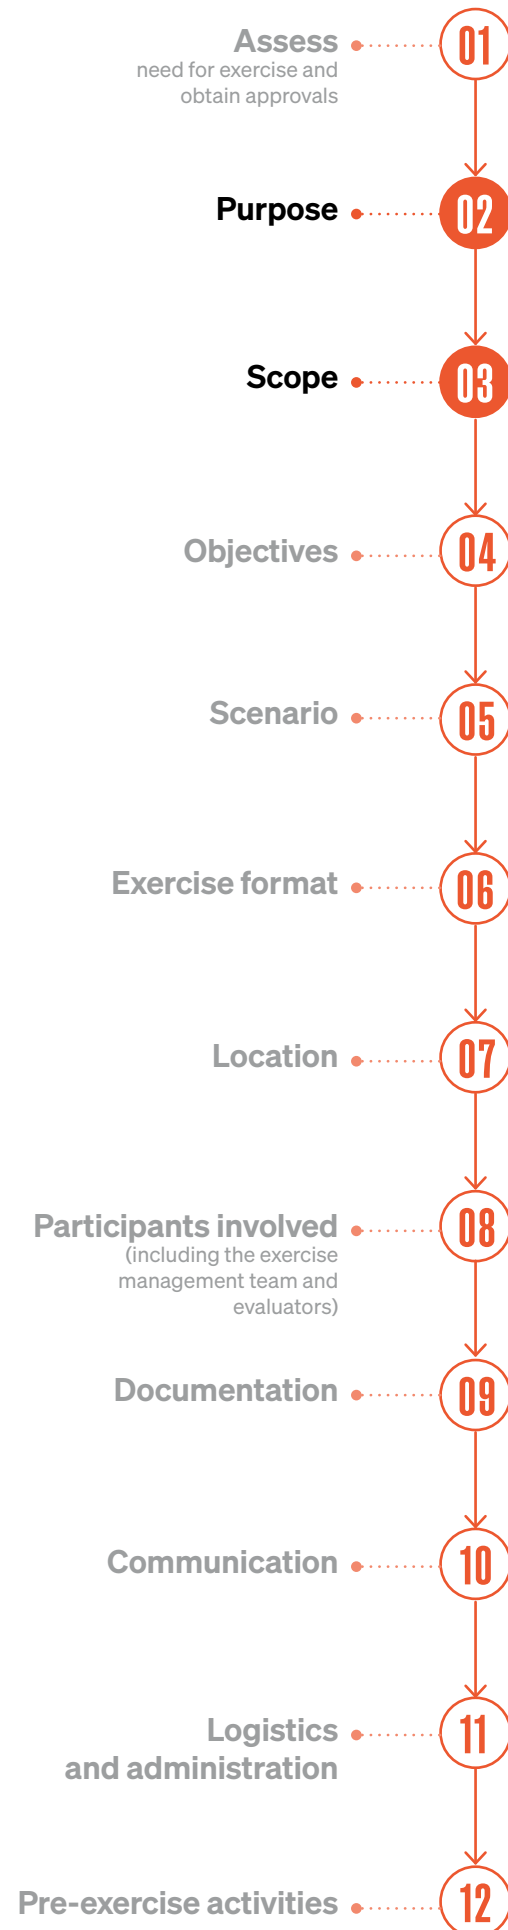 Assess
need for exercise and
obtain approvals
01
Purpose
02
Scope
03
Objectives
04
Scenario
05
Exercise format
06
Location
07
Participants involved
(including the exercise
management team and
evaluators)
08
Documentation
09
Communication
10
Logistics
and administration
11
Pre-exercise activities
12